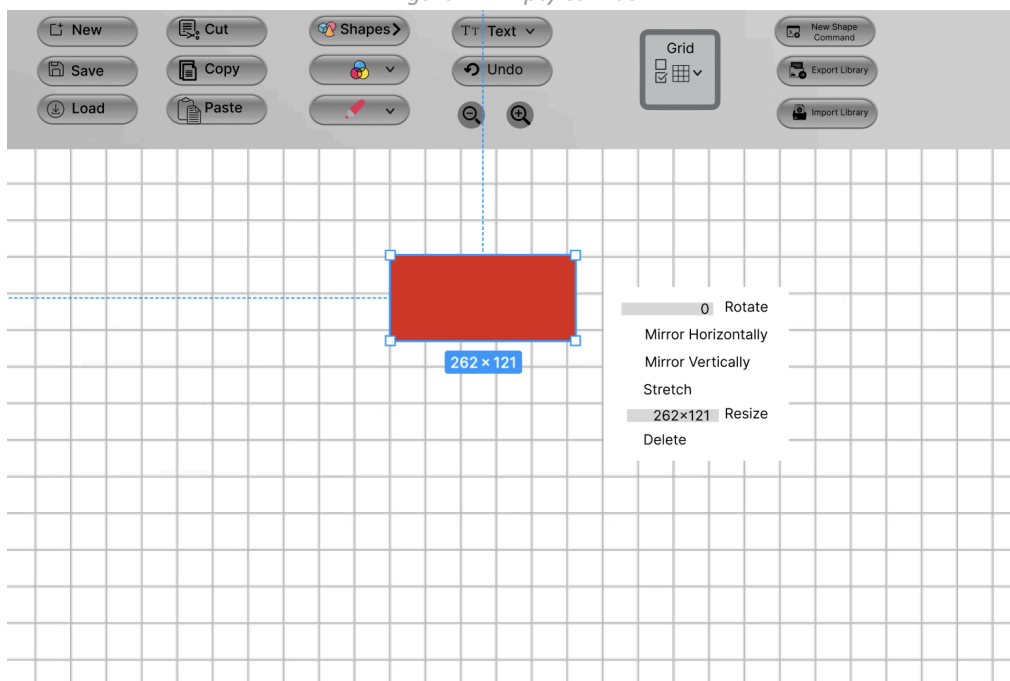 New
Cut
Shapes
TT Text
Grid
New Shape
Command
Save
Copy
Undo
Export Library
Load
Paste
Import Library
0 Rotate
Mirror Horizontally
Mirror Vertically
262 × 121
Stretch
262×121 Resize
Delete